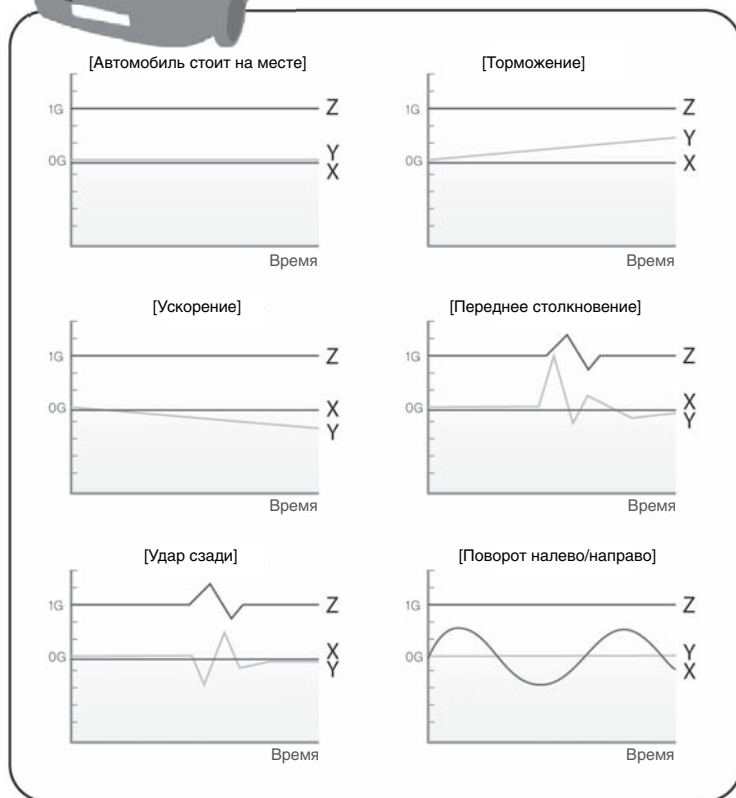 [Автомобиль стоит на месте]
1G
Z
0G
Y
X
Время
[Торможение]
1G
Z
Y
0G
X
Время
[Ускорение]
1G
Z
0G
X
Y
Время
[Переднее столкновение]
1G
Z
0G
X
Y
Время
[Удар сзади]
1G
Z
0G
X
Y
Время
[Поворот налево/направо]
1G
Z
0G
Y
X
Время